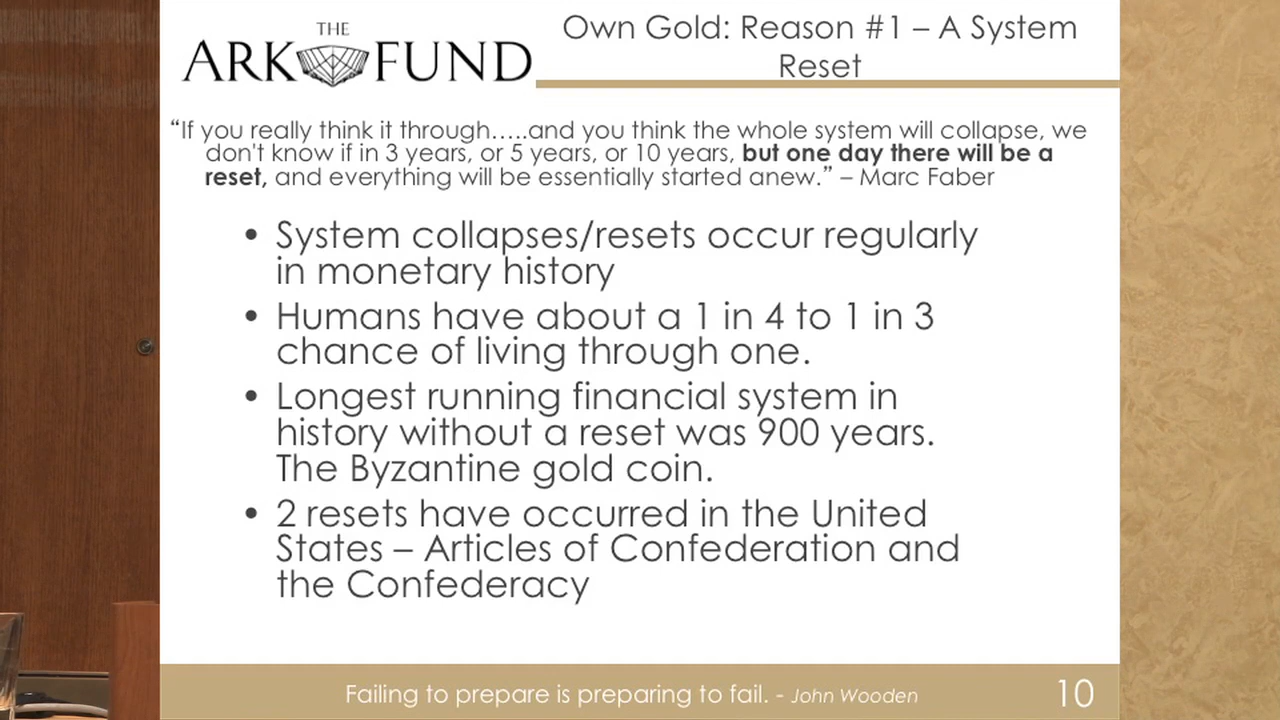 THE
ARK FUND
Own Gold: Reason #1 – A System
Reset
“If you really think it through…..and you think the whole system will collapse, we
don't know if in 3 years, or 5 years, or 10 years, but one day there will be a
reset, and everything will be essentially started anew.” – Marc Faber
• System collapses/resets occur regularly
in monetary history
• Humans have about a 1 in 4 to 1 in 3
chance of living through one.
• Longest running financial system in
history without a reset was 900 years.
The Byzantine gold coin.
• 2 resets have occurred in the United
States – Articles of Confederation and
the Confederacy
Failing to prepare is preparing to fail. - John Wooden
10